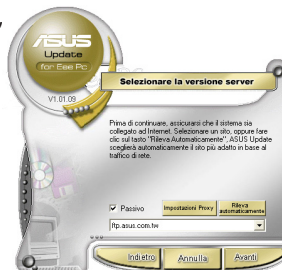 ASUS
Update
for Eee Pc
V1.01.09
Selezionare la versione server
Prima di continuare, assicurarsi che il sistema sia
collegato ad Internet. Selezionare un sito, oppure fare
clic sul tasto "Rileva Automaticamente", ASUS Update
sceglierà automaticamente il sito più adatto in base al
traffico di rete.
Passivo
Impostazioni Proxy
Rileva
automaticamente
ftp.asus.com.tw
Indietro
Annulla
Avanti